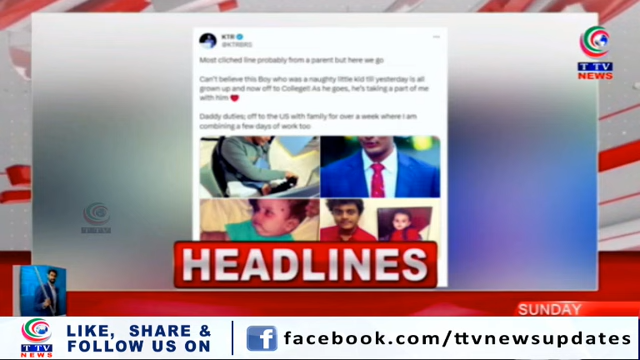 KTR
@KTRBRS
Most cliched line probably from a parent but here we go
Can't believe this Boy who was a naughty little kid till yesterday is all
grown up and now off to College!! As he goes, he's taking a part of me
with him
Daddy duties; off to the US with family for over a week where I am
combining a few days of work too
T TV
NEWS
HEADLINES
SUNDAY
T TV
NEWS
LIKE, SHARE &
FOLLOW US ON
f
facebook.com/ttvnewsupdates